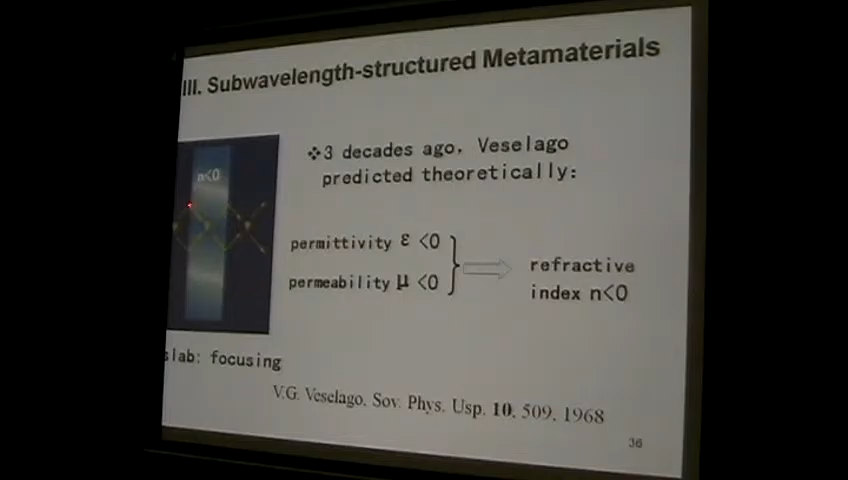 III. Subwavelength-structured Metamaterials
n<0
❖3 decades ago, Veselago
predicted theoretically:
permittivity ε <0
permeability μ <0
refractive
index n<0
slab: focusing
V.G. Veselago, Sov. Phys. Usp. 10, 509, 1968
36